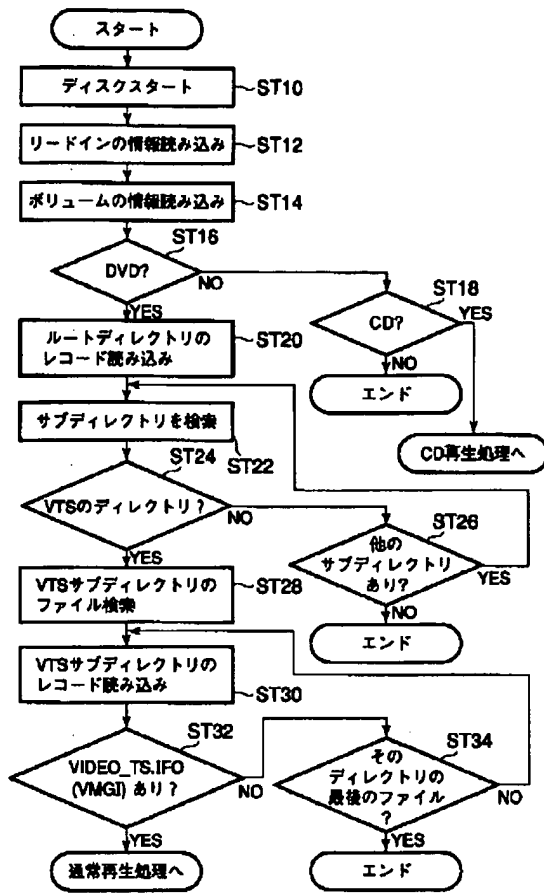 スタート
ディスクスタート
ST10
リードインの情報読み込み
ST12
ボリュームの情報読み込み
ST14
ST16
DVD?
NO
YES
ST18
CD?
YES
NO
エンド
CD再生処理へ
ルートディレクトリの
レコード読み込み
ST20
サブディレクトリを検索
ST22
ST24
VTSのディレクトリ?
NO
YES
ST26
他の
サブディレクトリ
あり?
YES
NO
エンド
VTSサブディレクトリの
ファイル検索
ST28
VTSサブディレクトリの
レコード読み込み
ST30
ST32
VIDEO_TS.IFO
(VMGI) あり?
NO
YES
通常再生処理へ
ST34
その
ディレクトリの
最後のファイル
?
NO
YES
エンド